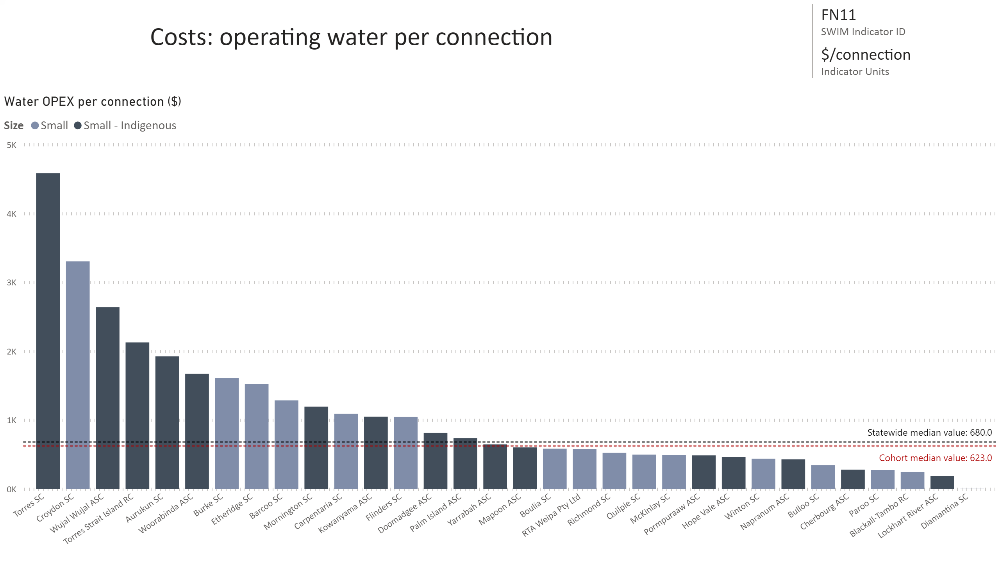 Costs: operating water per connection
FN11
SWIM Indicator ID
$/connection
Indicator Units
Water OPEX per connection ($)
Size Small Small - Indigenous
5K
4K
3K
2K
1K
0K
Statewide median value: 680.0
Cohort median value: 623.0
Torres SC
Croydon SC
Wujal Wujal ASC
Torres Strait Island RC
Aurukun SC
Woorabinda ASC
Burke SC
Etheridge SC
Barcoo SC
Mornington SC
Carpentaria SC
Kowanyama ASC
Flinders SC
Doomadgee ASC
Palm Island ASC
Yarrabah ASC
Mapoon ASC
Boulia SC
RTA Weipa Pty Ltd
Richmond SC
Quilpie SC
McKinlay SC
Pormpuraaw ASC
Hope Vale ASC
Winton SC
Napranum ASC
Bulloo SC
Cherbourg ASC
Paroo SC
Blackall-Tambo RC
Lockhart River ASC
Diamantina SC